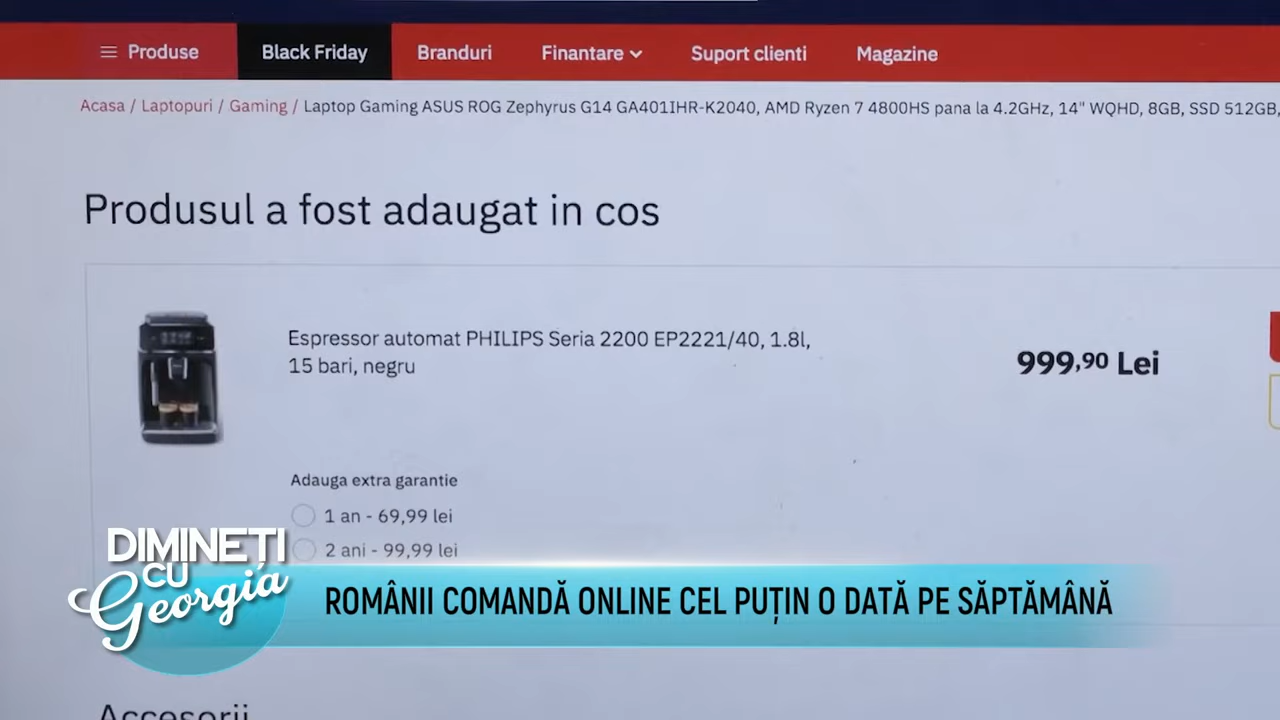 Produse
Black Friday
Branduri
Finantare
Suport clienti
Magazine
Acasa / Laptopuri / Gaming / Laptop Gaming ASUS ROG Zephyrus G14 GA401IHR-K2040, AMD Ryzen 7 4800HS pana la 4.2GHz, 14" WQHD, 8GB, SSD 512GB,
Produsul a fost adaugat in cos
Espressor automat PHILIPS Seria 2200 EP2221/40, 1.8l,
15 bari, negru
999,90 Lei
Adauga extra garantie
1 an - 69,99 lei
2 ani - 99,99 lei
DIMINEȚI
CU
Georgia
ROMÂNII COMANDĂ ONLINE CEL PUȚIN O DATĂ PE SĂPTĂMÂNĂ
Accesorii